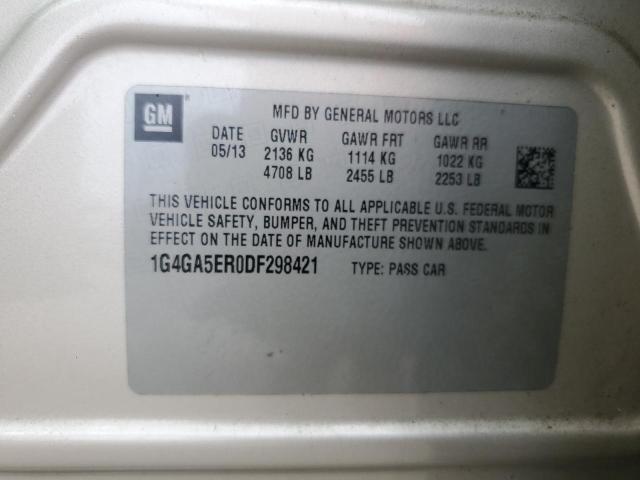 GM
MFD BY GENERAL MOTORS LLC
DATE GVWR GAWR FRT GAWR RR
05/13 2136 KG 1114 KG 1022 KG
4708 LB 2455 LB 2253 LB
THIS VEHICLE CONFORMS TO ALL APPLICABLE U.S. FEDERAL MOTOR
VEHICLE SAFETY, BUMPER, AND THEFT PREVENTION STANDARDS IN
EFFECT ON THE DATE OF MANUFACTURE SHOWN ABOVE.
1G4GA5ER0DF298421 TYPE: PASS CAR